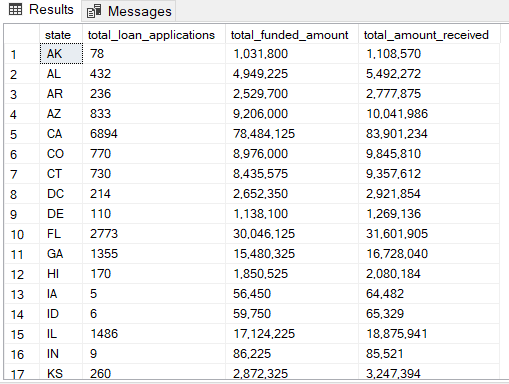 Results Messages
state total_loan_applications total_funded_amount total_amount_received
1 AK 78 1,031,800 1,108,570
2 AL 432 4,949,225 5,492,272
3 AR 236 2,529,700 2,777,875
4 AZ 833 9,206,000 10,041,986
5 CA 6894 78,484,125 83,901,234
6 CO 770 8,976,000 9,845,810
7 CT 730 8,435,575 9,357,612
8 DC 214 2,652,350 2,921,854
9 DE 110 1,138,100 1,269,136
10 FL 2773 30,046,125 31,601,905
11 GA 1355 15,480,325 16,728,040
12 HI 170 1,850,525 2,080,184
13 IA 5 56,450 64,482
14 ID 6 59,750 65,329
15 IL 1486 17,124,225 18,875,941
16 IN 9 86,225 85,521
17 KS 260 2,872,325 3,247,394